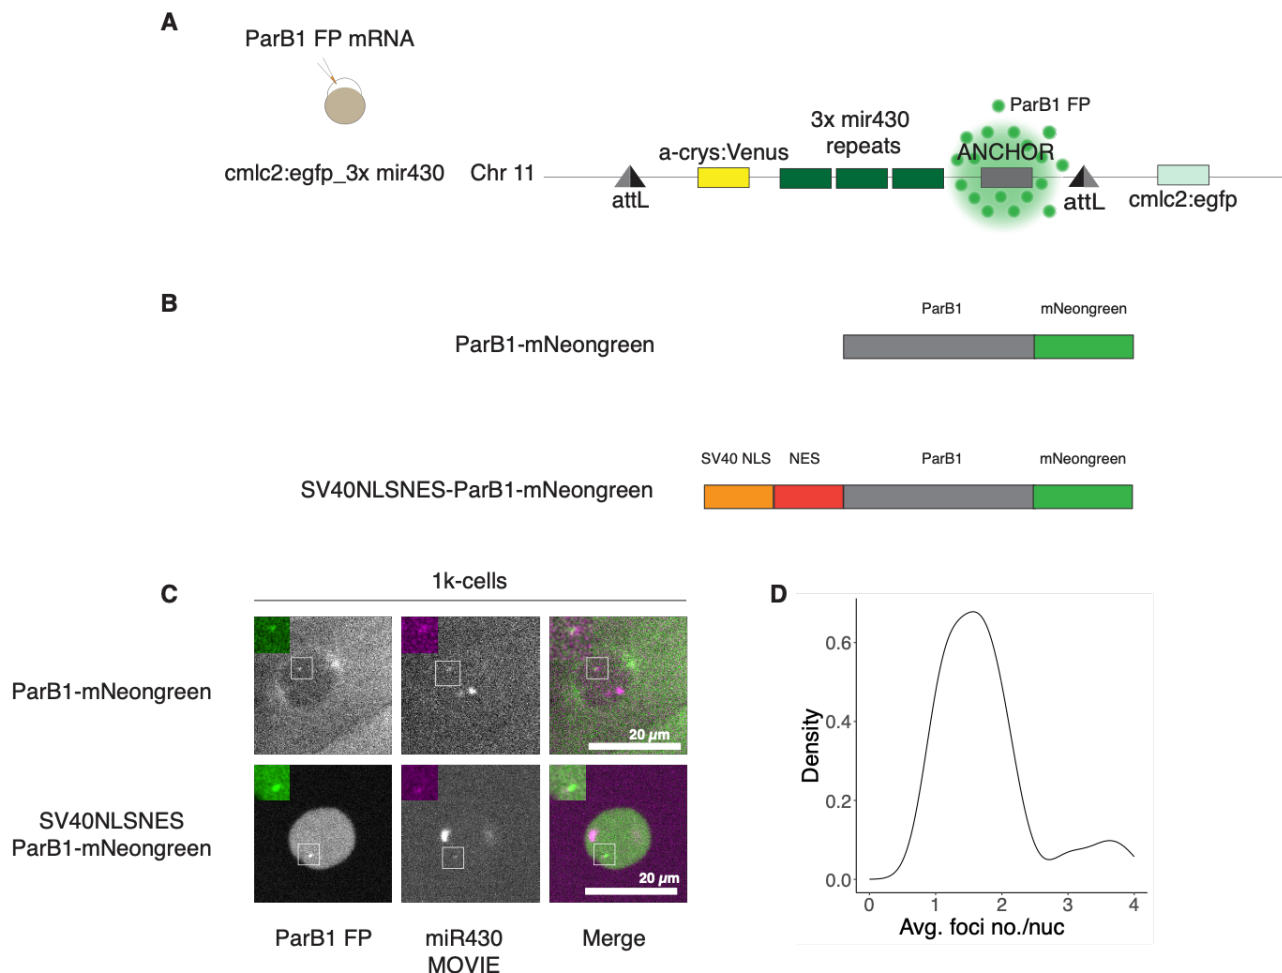 A
ParB1 FP mRNA
ParB1 FP
3x mir430
repeats
a-crys:Venus
ANCHOR
cmlc2:egfp_3x mir430
Chr 11
attL
attL
cmlc2:egfp
B
ParB1
mNeongreen
ParB1-mNeongreen
SV40 NLS
NES
ParB1
mNeongreen
SV40NLSNES-ParB1-mNeongreen
C
1k-cells
ParB1-mNeongreen
20 µm
SV40NLSNES
ParB1-mNeongreen
20 µm
ParB1 FP
miR430
MOVIE
Merge
D
Density
0.6
0.4
0.2
0.0
0
1
2
3
4
Avg. foci no./nuc